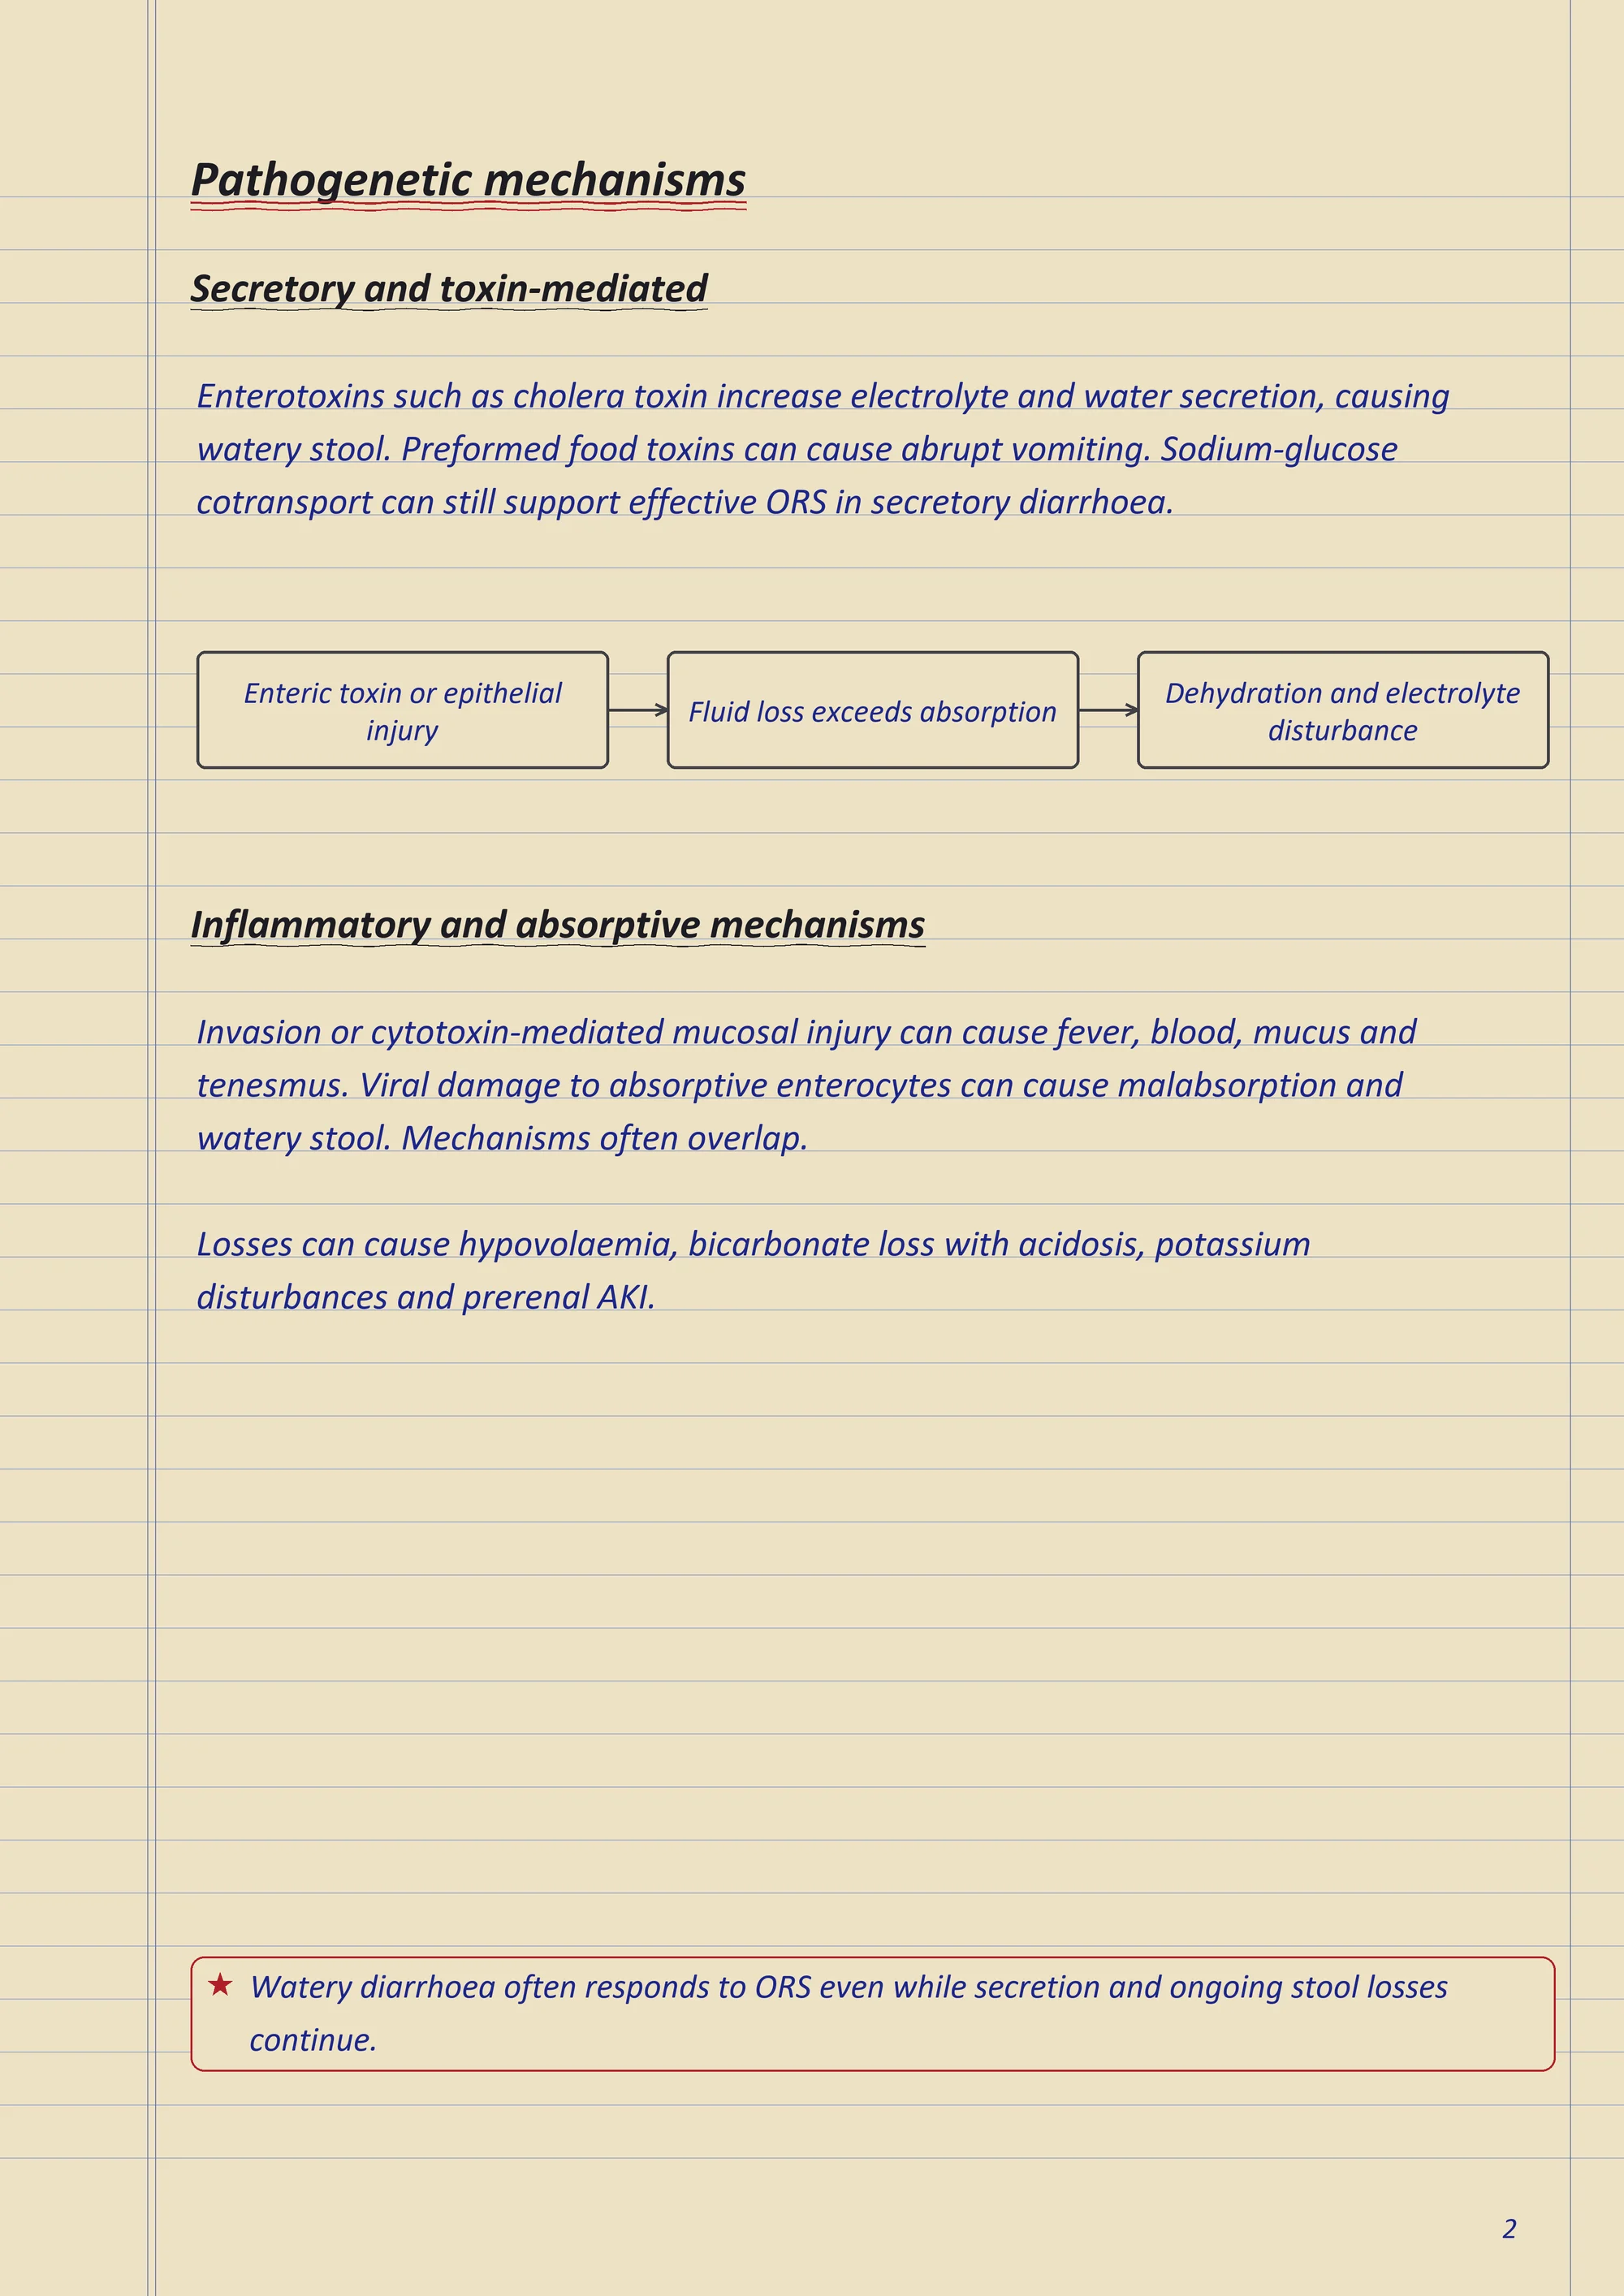 Pathogenetic mechanisms
Secretory and toxin-mediated
Enterotoxins such as cholera toxin increase electrolyte and water secretion, causing
watery stool. Preformed food toxins can cause abrupt vomiting. Sodium-glucose
cotransport can still support effective ORS in secretory diarrhoea.
Enteric toxin or epithelial
injury
Fluid loss exceeds absorption
Dehydration and electrolyte
disturbance
Inflammatory and absorptive mechanisms
Invasion or cytotoxin-mediated mucosal injury can cause fever, blood, mucus and
tenesmus. Viral damage to absorptive enterocytes can cause malabsorption and
watery stool. Mechanisms often overlap.
Losses can cause hypovolaemia, bicarbonate loss with acidosis, potassium
disturbances and prerenal AKI.
★ Watery diarrhoea often responds to ORS even while secretion and ongoing stool losses
continue.
2